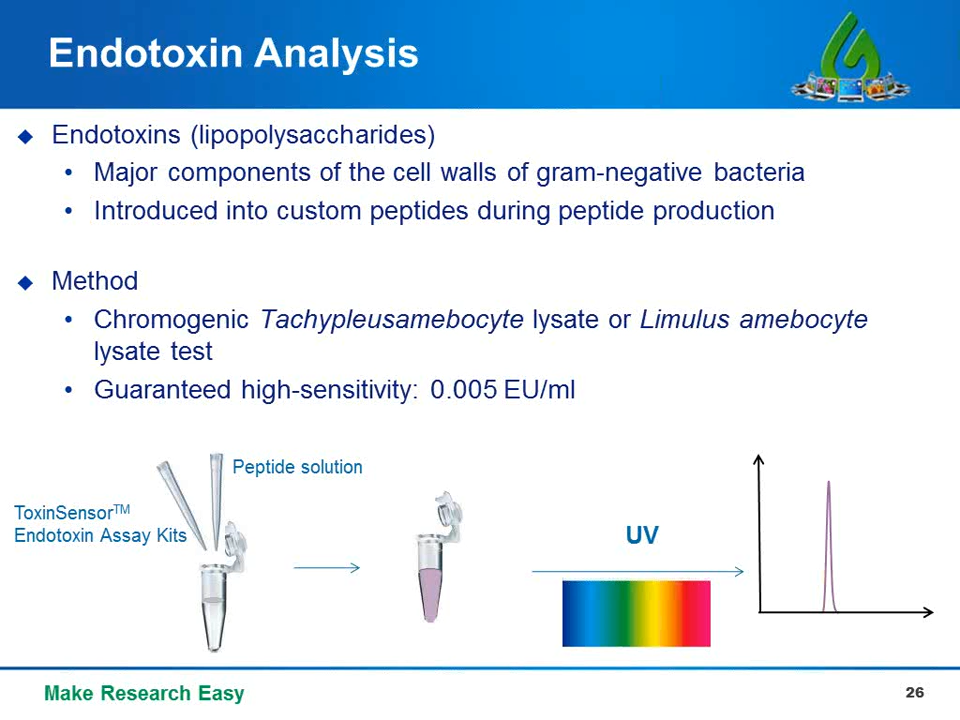 Endotoxin Analysis
Endotoxins (lipopolysaccharides)
Major components of the cell walls of gram-negative bacteria
Introduced into custom peptides during peptide production
Method
Chromogenic Tachypleusamebocyte lysate or Limulus amebocyte
lysate test
Guaranteed high-sensitivity: 0.005 EU/ml
Peptide solution
ToxinSensorTM
Endotoxin Assay Kits
UV
Make Research Easy
26